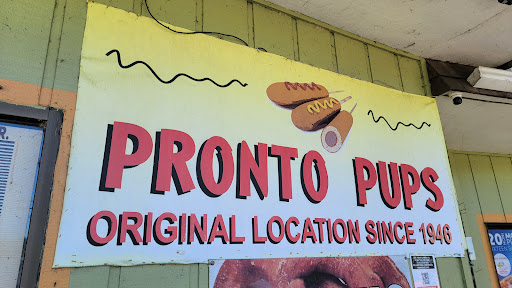 PRONTO PUPS
ORIGINAL LOCATION SINCE 1946